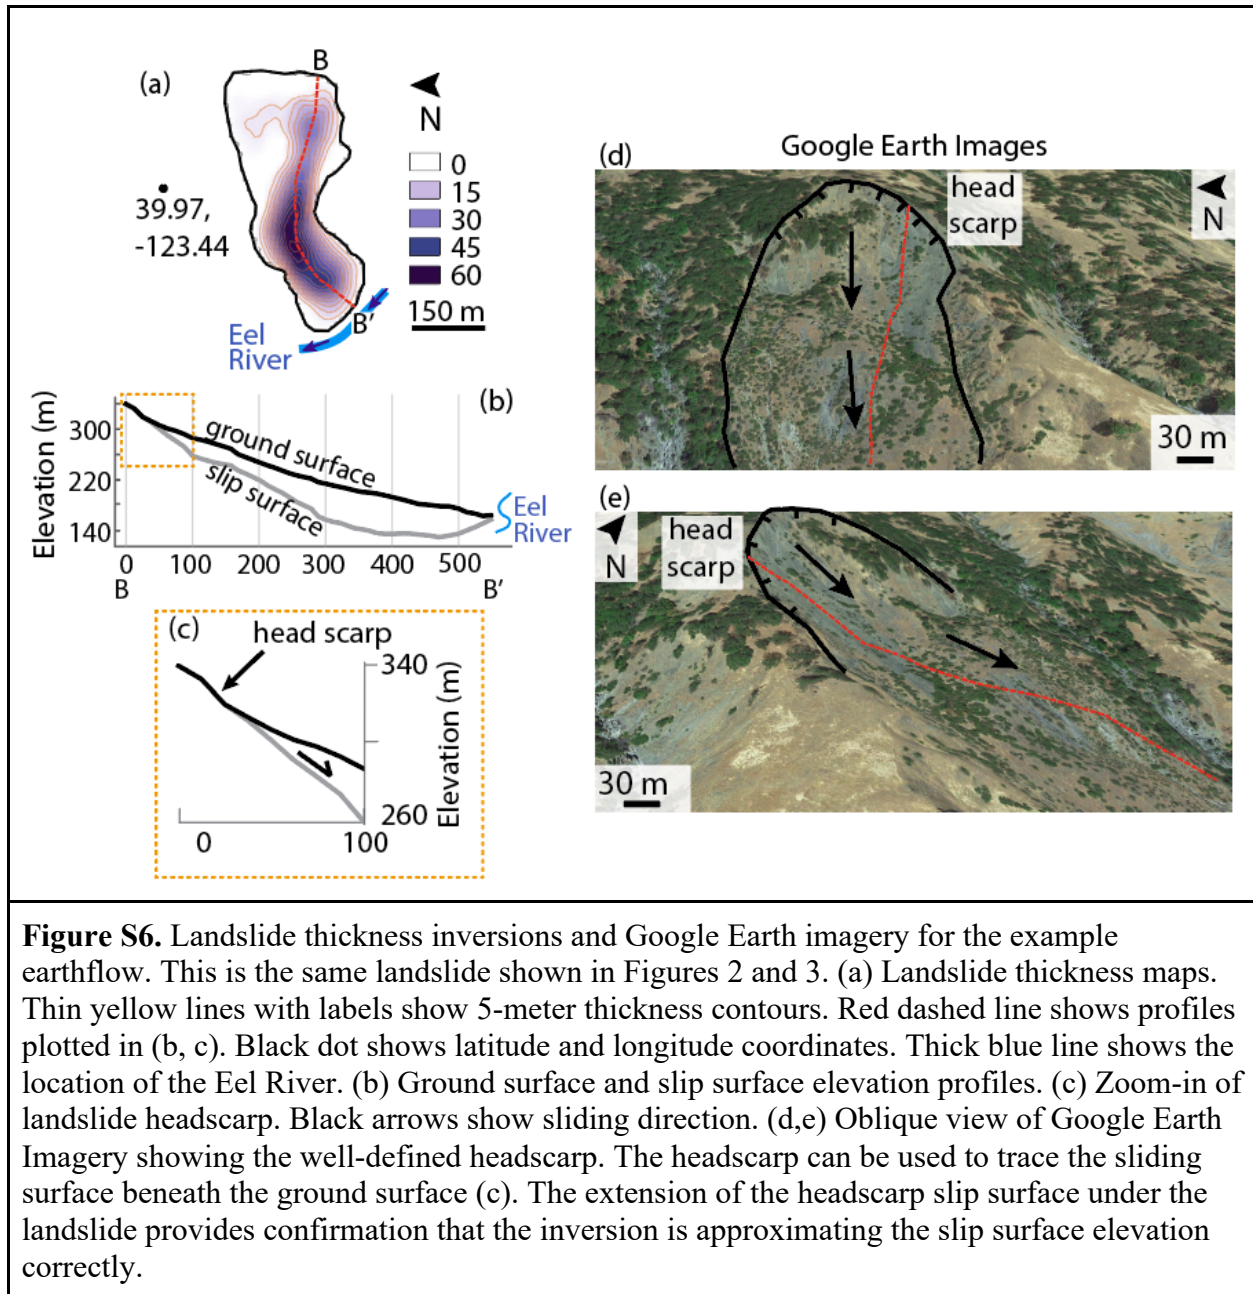 (a)
B
N
0
15
30
45
60
150 m
39.97,
-123.44
B'
Eel
River
(b)
Elevation (m)
300
220
140
ground surface
slip surface
Eel
River
0
100
200
300
400
500
B
B'
(c)
head scarp
340
260
Elevation (m)
0
100
Google Earth Images
(d)
head
scarp
N
30 m
(e)
head
scarp
N
30 m
Figure S6. Landslide thickness inversions and Google Earth imagery for the example
earthflow. This is the same landslide shown in Figures 2 and 3. (a) Landslide thickness maps.
Thin yellow lines with labels show 5-meter thickness contours. Red dashed line shows profiles
plotted in (b, c). Black dot shows latitude and longitude coordinates. Thick blue line shows the
location of the Eel River. (b) Ground surface and slip surface elevation profiles. (c) Zoom-in of
landslide headscarp. Black arrows show sliding direction. (d,e) Oblique view of Google Earth
Imagery showing the well-defined headscarp. The headscarp can be used to trace the sliding
surface beneath the ground surface (c). The extension of the headscarp slip surface under the
landslide provides confirmation that the inversion is approximating the slip surface elevation
correctly.